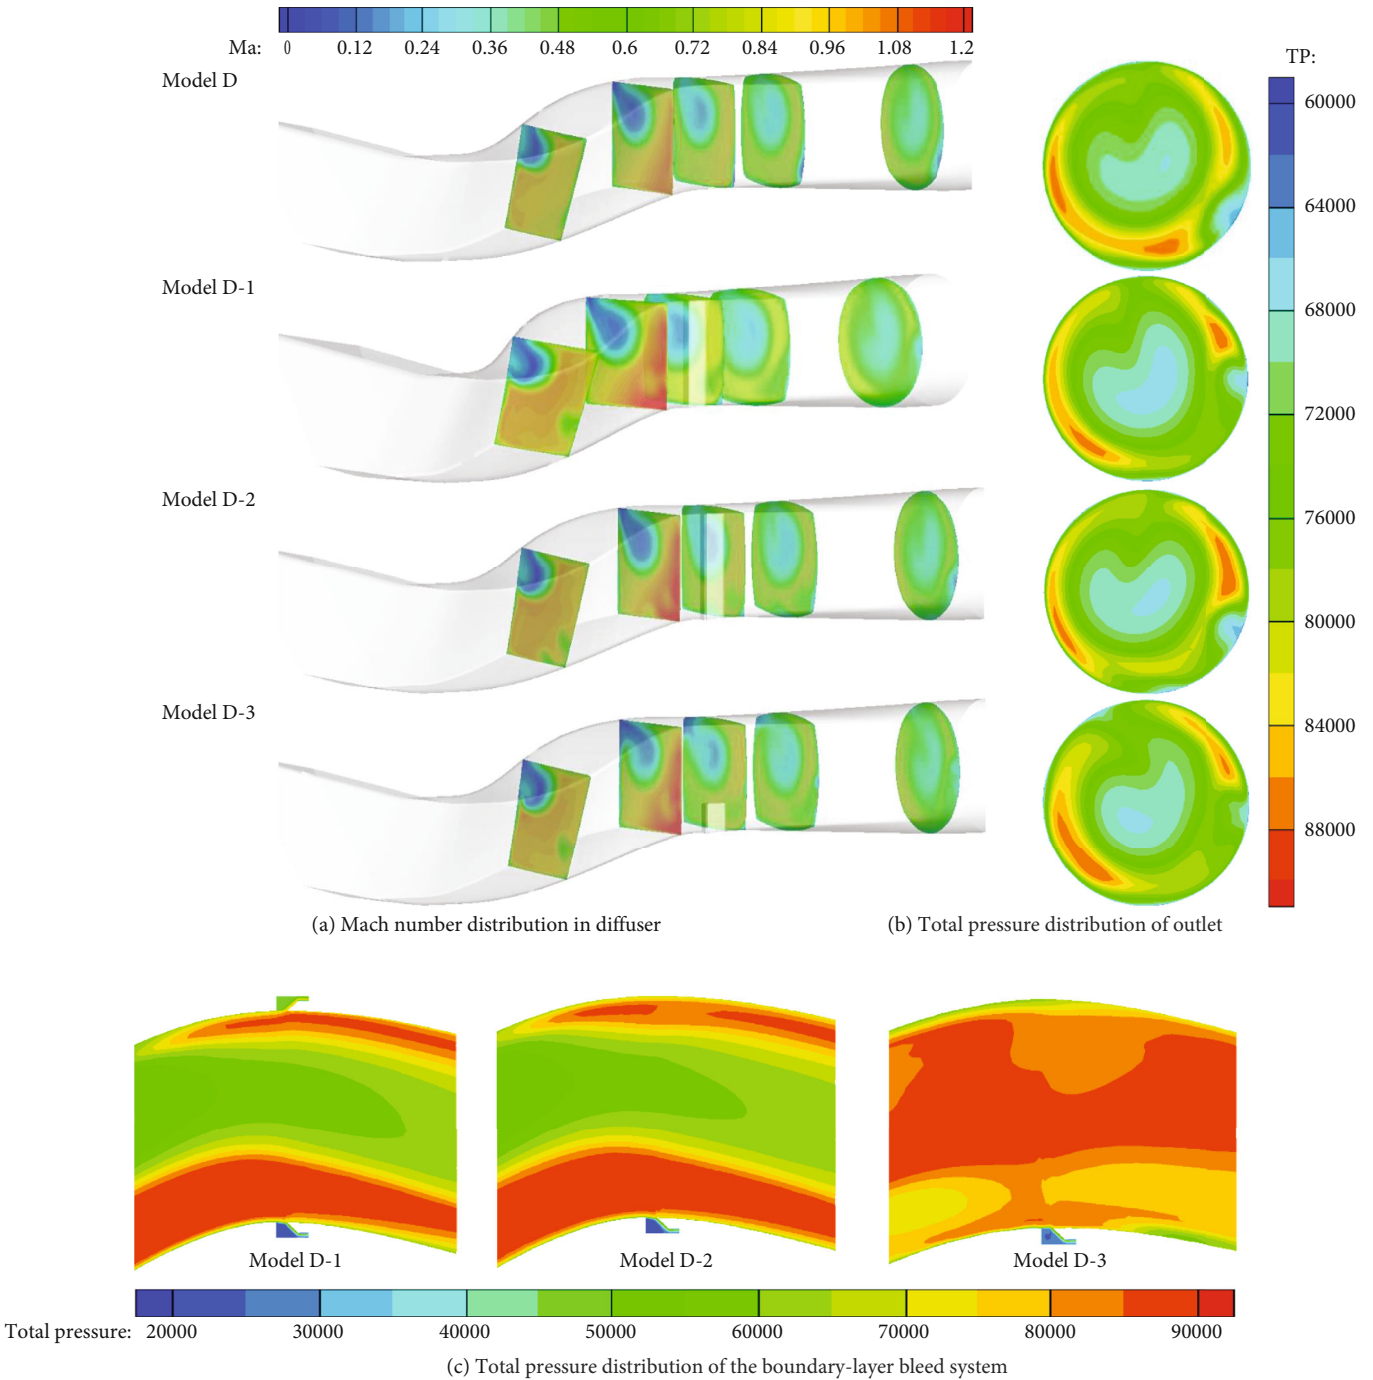 Ma: 0 0.12 0.24 0.36 0.48 0.6 0.72 0.84 0.96 1.08 1.2
TP:
Model D
60000
64000
Model D-1
68000
72000
Model D-2
76000
80000
Model D-3
84000
88000
(a) Mach number distribution in diffuser
(b) Total pressure distribution of outlet
Model D-1
Model D-2
Model D-3
Total pressure: 20000 30000 40000 50000 60000 70000 80000 90000
(c) Total pressure distribution of the boundary-layer bleed system